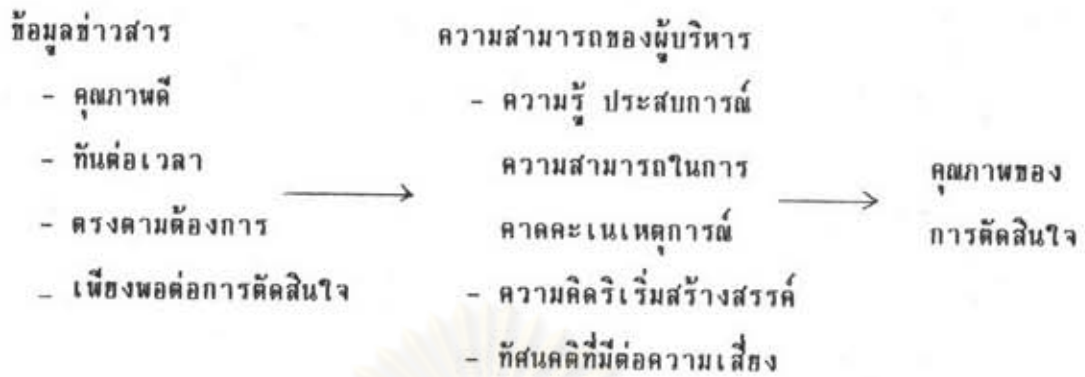 ข้อมูลข่าวสาร
- คุณภาพดี
- ทันต่อเวลา
- ตรงตามต้องการ
- เพียงพอต่อการตัดสินใจ
ความสามารถของผู้บริหาร
- ความรู้ ประสบการณ์
ความสามารถในการ
คาดคะเนเหตุการณ์
- ความคิดริเริ่มสร้างสรรค์
- ทัศนคติที่มีต่อความเสี่ยง
คุณภาพของ
การตัดสินใจ